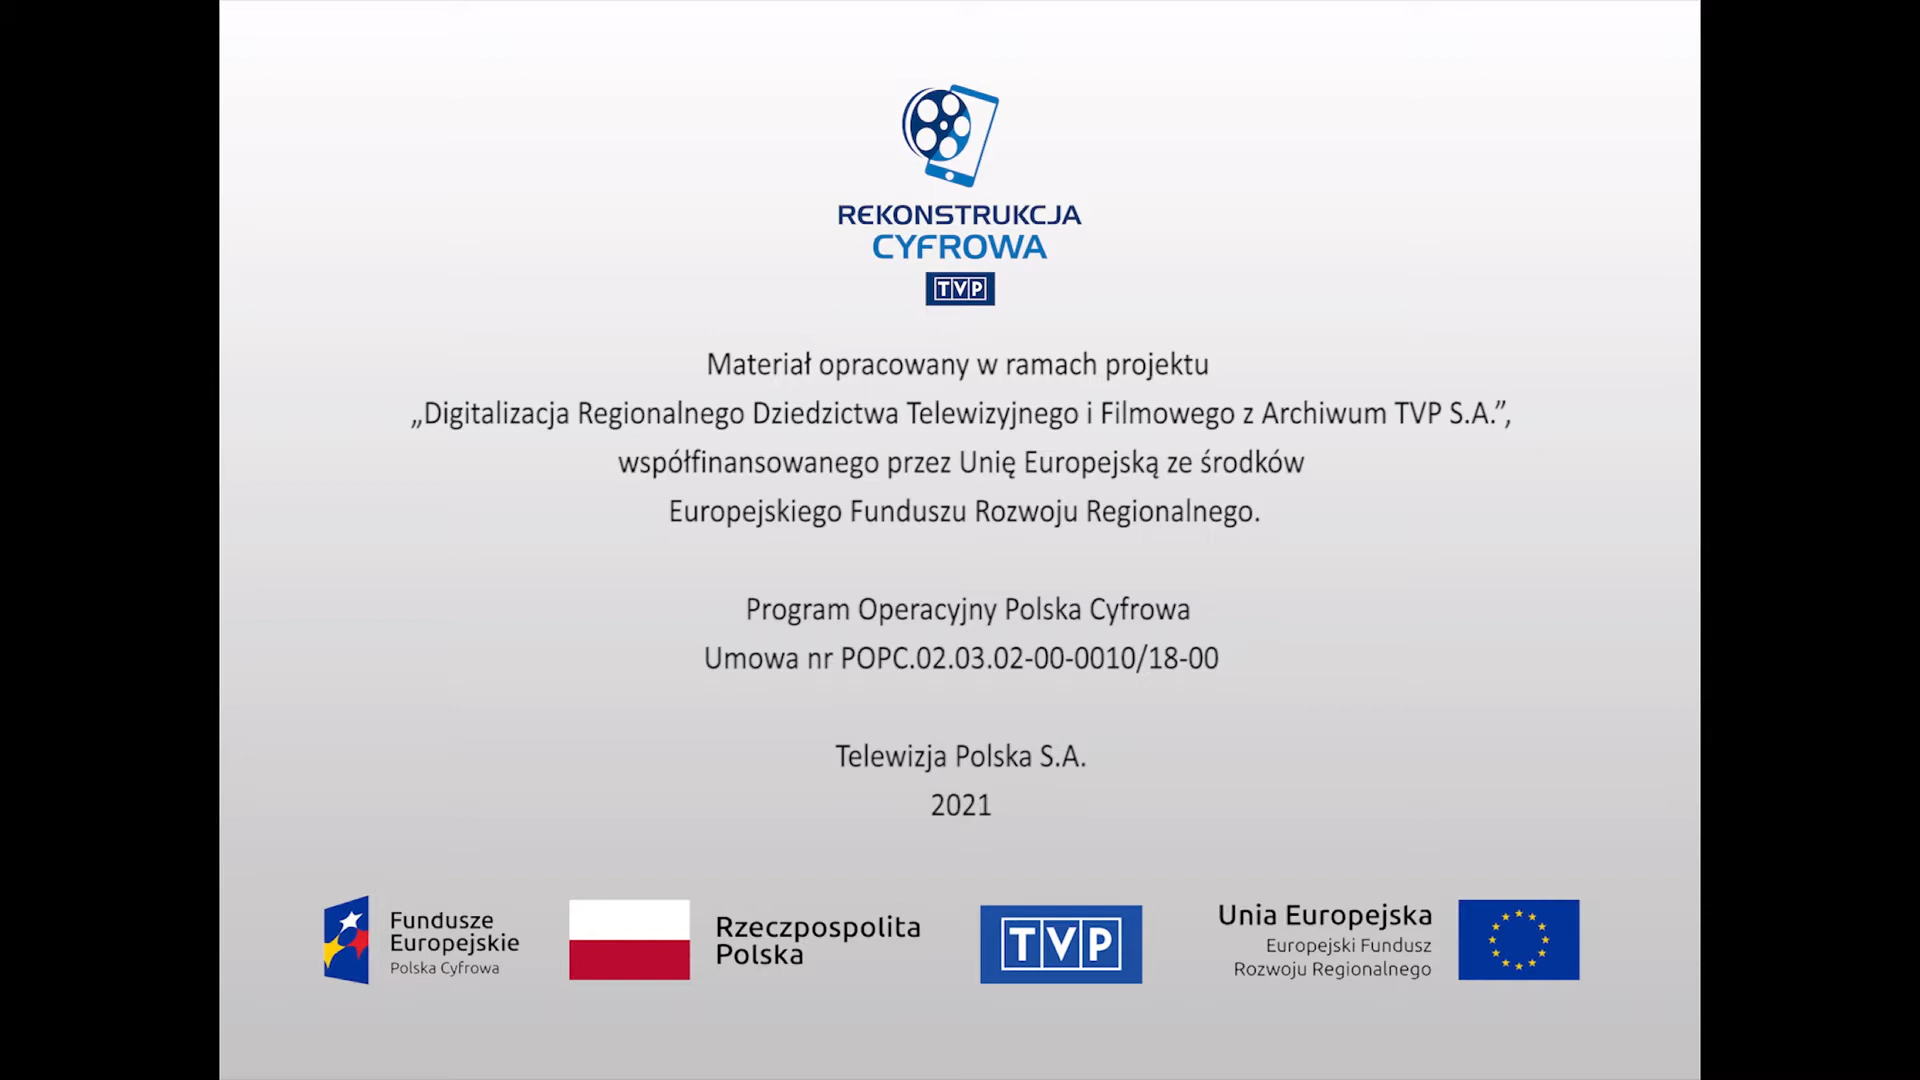 REKONSTRUKCJA
CYFROWA
TVP
Materiał opracowany w ramach projektu
„Digitalizacja Regionalnego Dziedzictwa Telewizyjnego i Filmowego z Archiwum TVP S.A.”,
współfinansowanego przez Unię Europejską ze środków
Europejskiego Funduszu Rozwoju Regionalnego.
Program Operacyjny Polska Cyfrowa
Umowa nr POPC.02.03.02-00-0010/18-00
Telewizja Polska S.A.
2021
Fundusze
Europejskie
Polska Cyfrowa
Rzeczpospolita
Polska
TVP
Unia Europejska
Europejski Fundusz
Rozwoju Regionalnego